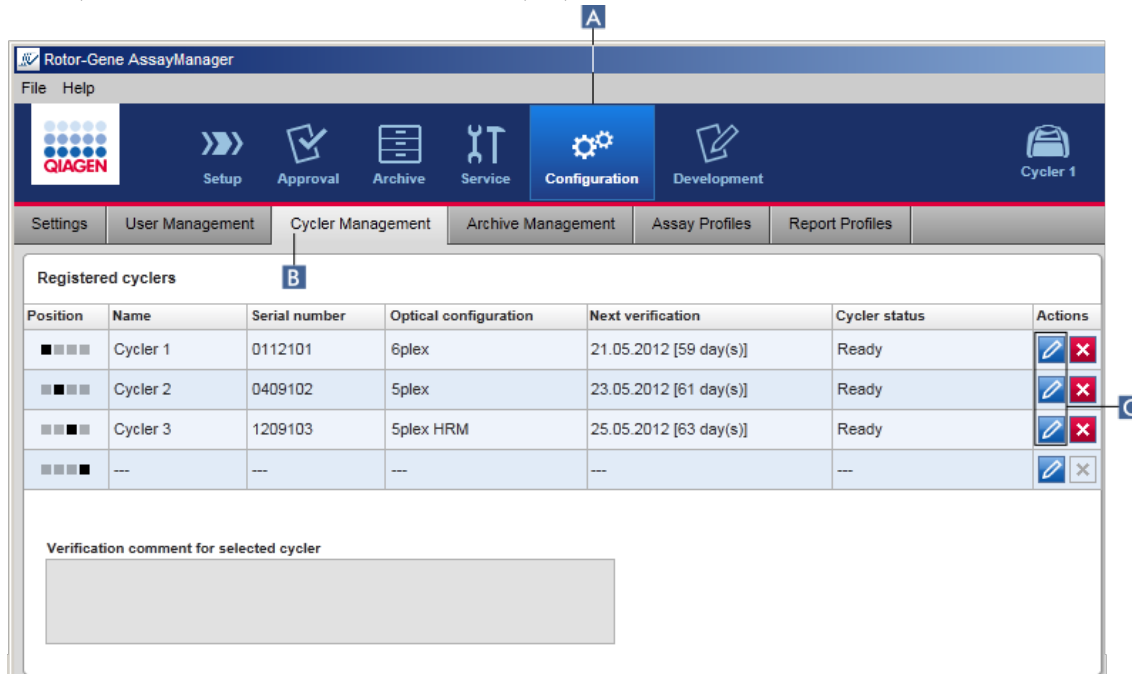 A
Rotor-Gene AssayManager
File Help
QIAGEN
Setup Approval Archive Service Configuration Development Cycler 1
Settings User Management Cycler Management Archive Management Assay Profiles Report Profiles
B
Registered cyclers
Position Name Serial number Optical configuration Next verification Cycler status Actions
Cycler 1 0112101 6plex 21.05.2012 [59 day(s)] Ready
Cycler 2 0409102 5plex 23.05.2012 [61 day(s)] Ready
C
Cycler 3 1209103 5plex HRM 25.05.2012 [63 day(s)] Ready
--- --- --- --- ---
Verification comment for selected cycler